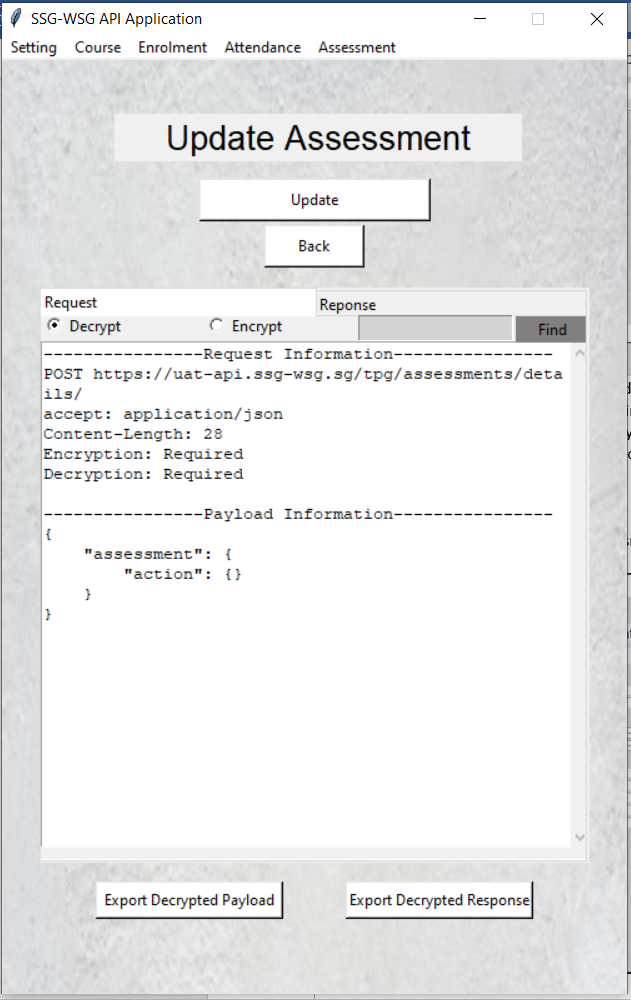 SSG-WSG API Application
Setting Course Enrolment Attendance Assessment
Update Assessment
Update
Back
Request Reponse
Decrypt Encrypt Find
----------------Request Information----------------
POST https://uat-api.ssg-wsg.sg/tpg/assessments/deta
ils/
accept: application/json
Content-Length: 28
Encryption: Required
Decryption: Required
----------------Payload Information----------------
{
    "assessment": {
        "action": {}
    }
}
Export Decrypted Payload Export Decrypted Response